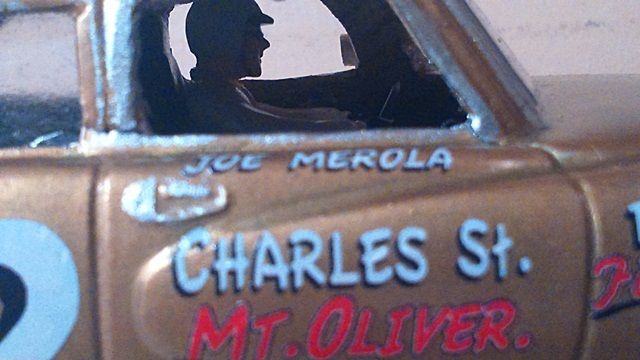 JOE MEROLA
CHARLES St.
MT. OLIVER.